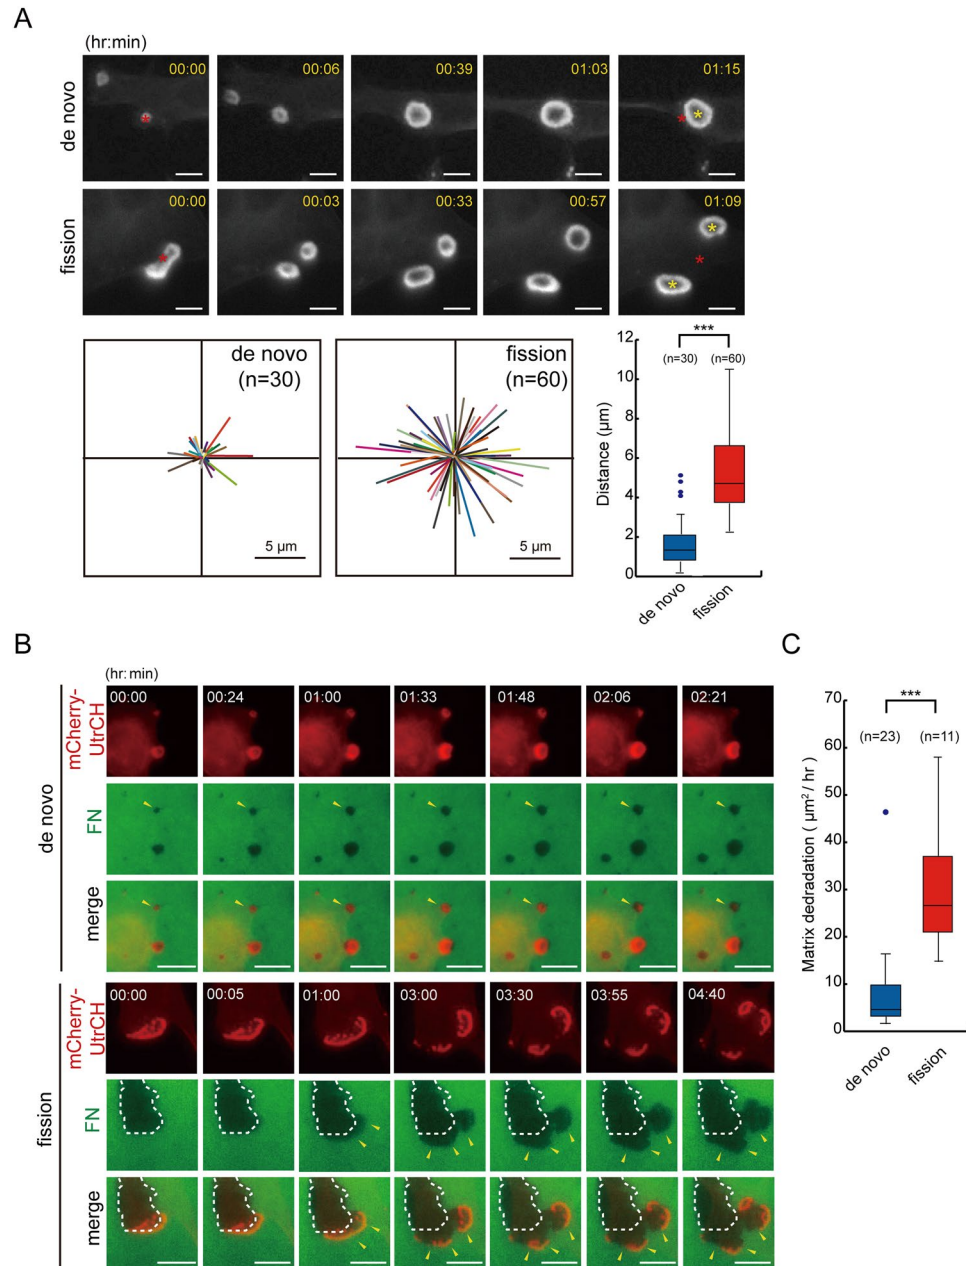 A
(hr:min)
de novo
00:00
00:06
00:39
01:03
01:15
*
*
*
fission
00:00
00:03
00:33
00:57
01:09
*
*
*
*
de novo
(n=30)
5 µm
fission
(n=60)
5 µm
***
(n=30) (n=60)
Distance (µm)
12
10
8
6
4
2
0
de novo
fission
B
(hr: min)
de novo
mCherry-
UtrCH
00:00
00:24
01:00
01:33
01:48
02:06
02:21
FN
merge
fission
mCherry-
UtrCH
00:00
00:05
01:00
03:00
03:30
03:55
04:40
FN
merge
C
***
(n=23) (n=11)
Matrix dedradation ( µm² / hr )
70
60
50
40
30
20
10
0
de novo
fission